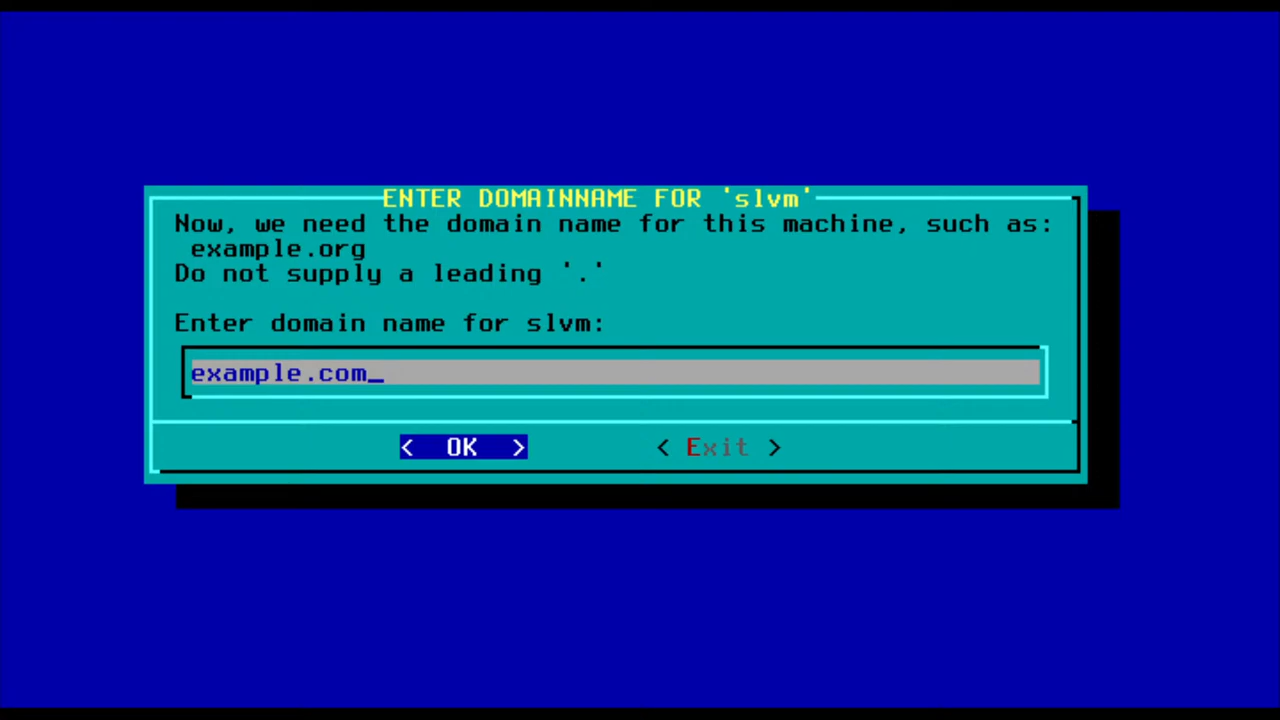 ENTER DOMAINNAME FOR 'slvm'
Now, we need the domain name for this machine, such as:
example.org
Do not supply a leading '.'
Enter domain name for slvm:
example.com_
< OK > < Exit >